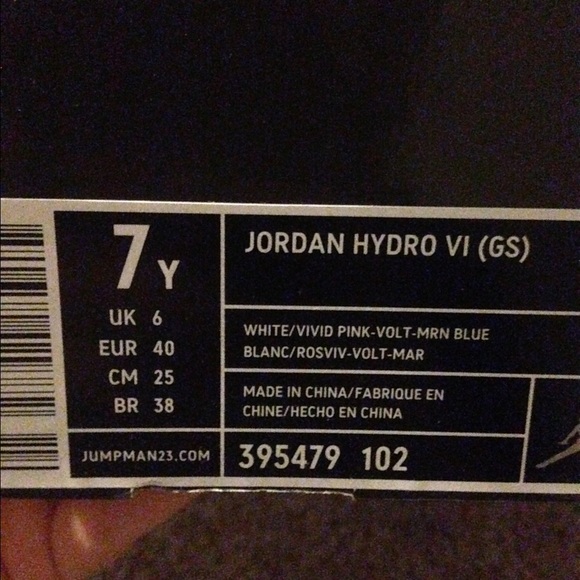 7 Y
UK 6
EUR 40
CM 25
BR 38
JUMPMAN23.COM
JORDAN HYDRO VI (GS)
WHITE/VIVID PINK-VOLT-MRN BLUE
BLANC/ROSVIV-VOLT-MAR
MADE IN CHINA/FABRIQUE EN
CHINE/HECHO EN CHINA
395479 102